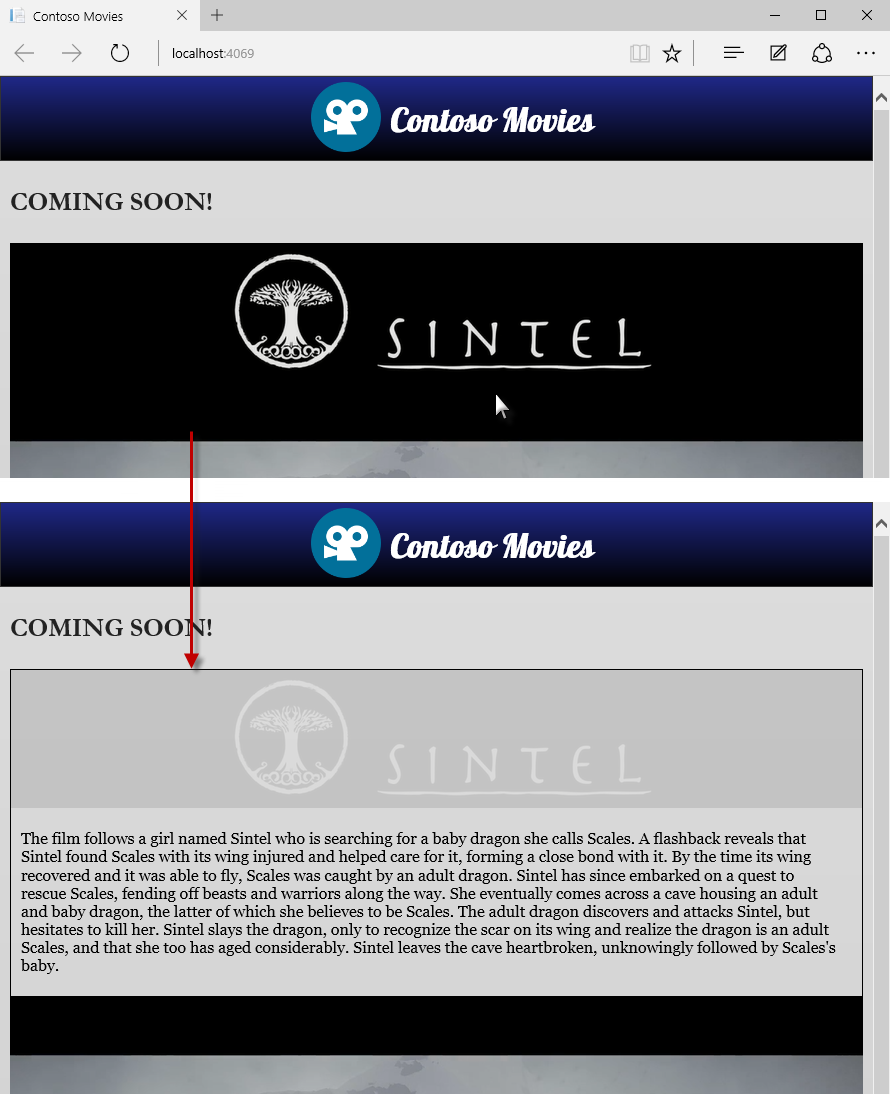 Contoso Movies
localhost:4069
Contoso Movies
COMING SOON!
SINTEL
Contoso Movies
COMING SOON!
SINTEL
The film follows a girl named Sintel who is searching for a baby dragon she calls Scales. A flashback reveals that
Sintel found Scales with its wing injured and helped care for it, forming a close bond with it. By the time its wing
recovered and it was able to fly, Scales was caught by an adult dragon. Sintel has since embarked on a quest to
rescue Scales, fending off beasts and warriors along the way. She eventually comes across a cave housing an adult
and baby dragon, the latter of which she believes to be Scales. The adult dragon discovers and attacks Sintel, but
hesitates to kill her. Sintel slays the dragon, only to recognize the scar on its wing and realize the dragon is an adult
Scales, and that she too has aged considerably. Sintel leaves the cave heartbroken, unknowingly followed by Scales's
baby.